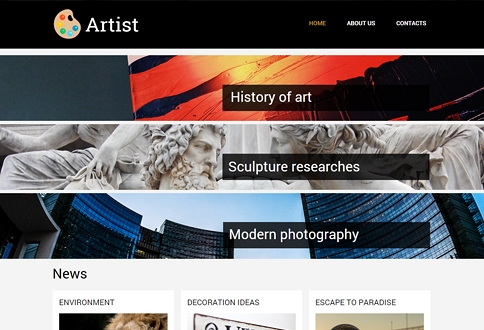 Artist
HOME ABOUT US CONTACTS
History of art
Sculpture researches
Modern photography
News
ENVIRONMENT DECORATION IDEAS ESCAPE TO PARADISE